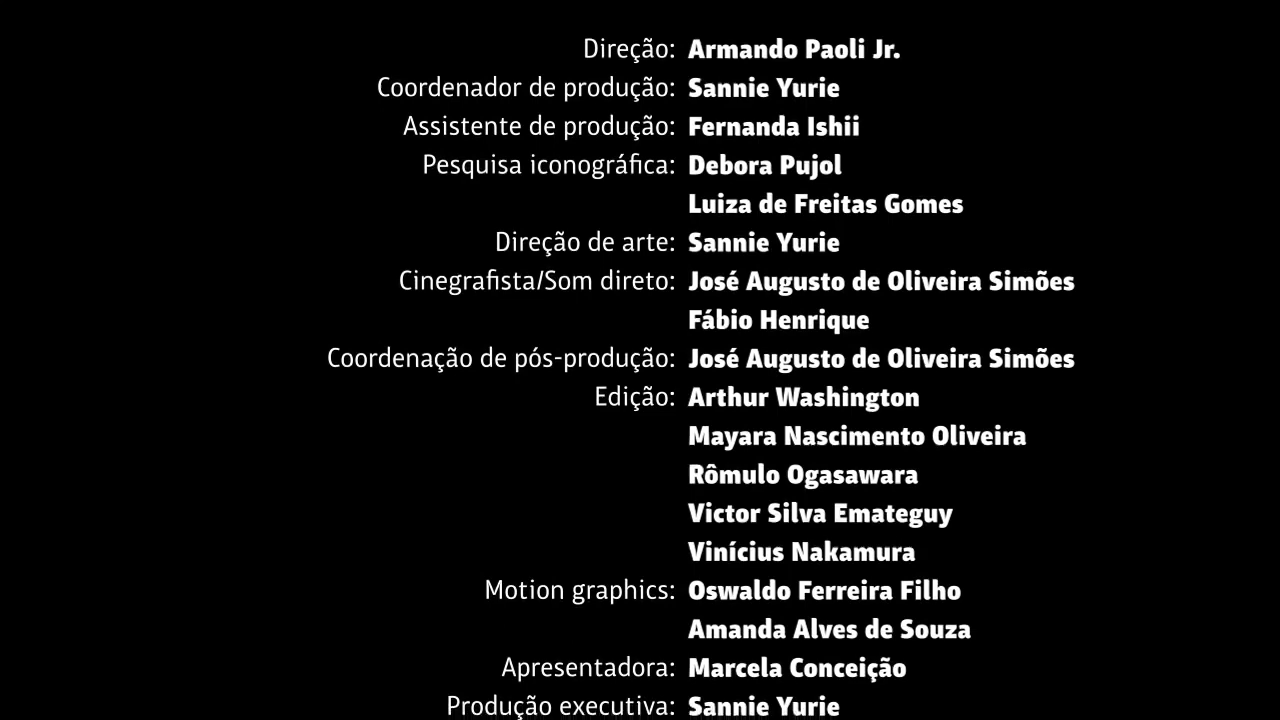 Direção: Armando Paoli Jr.
Coordenador de produção: Sannie Yurie
Assistente de produção: Fernanda Ishii
Pesquisa iconográfica: Debora Pujol
Luiza de Freitas Gomes
Direção de arte: Sannie Yurie
Cinegrafista/Som direto: José Augusto de Oliveira Simões
Fábio Henrique
Coordenação de pós-produção: José Augusto de Oliveira Simões
Edição: Arthur Washington
Mayara Nascimento Oliveira
Rômulo Ogasawara
Victor Silva Emateguy
Vinícius Nakamura
Motion graphics: Oswaldo Ferreira Filho
Amanda Alves de Souza
Apresentadora: Marcela Conceição
Produção executiva: Sannie Yurie